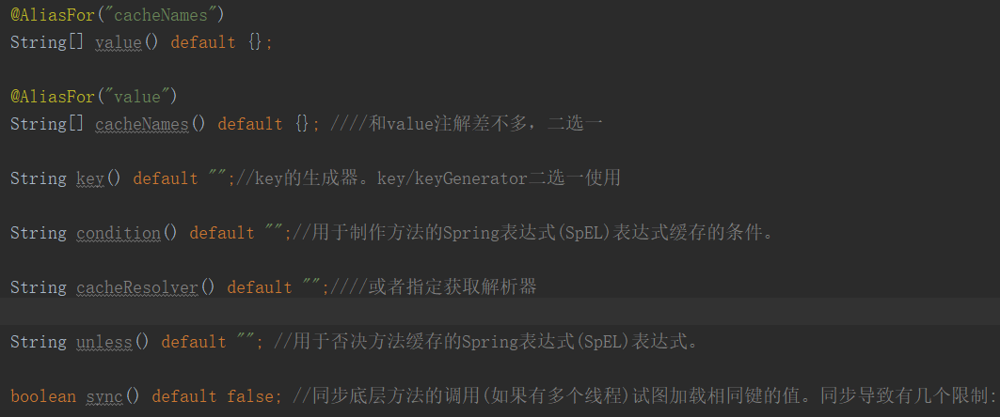 @AliasFor("cacheNames")
String[] value() default {};
@AliasFor("value")
String[] cacheNames() default {}; ////和value注解差不多，二选一
String key() default "";//key的生成器。key/keyGenerator二选一使用
String condition() default "";//用于制作方法的Spring表达式(SpEL)表达式缓存的条件。
String cacheResolver() default "";////或者指定获取解析器
String unless() default ""; //用于否决方法缓存的Spring表达式(SpEL)表达式。
boolean sync() default false; //同步底层方法的调用(如果有多个线程)试图加载相同键的值。同步导致有几个限制: